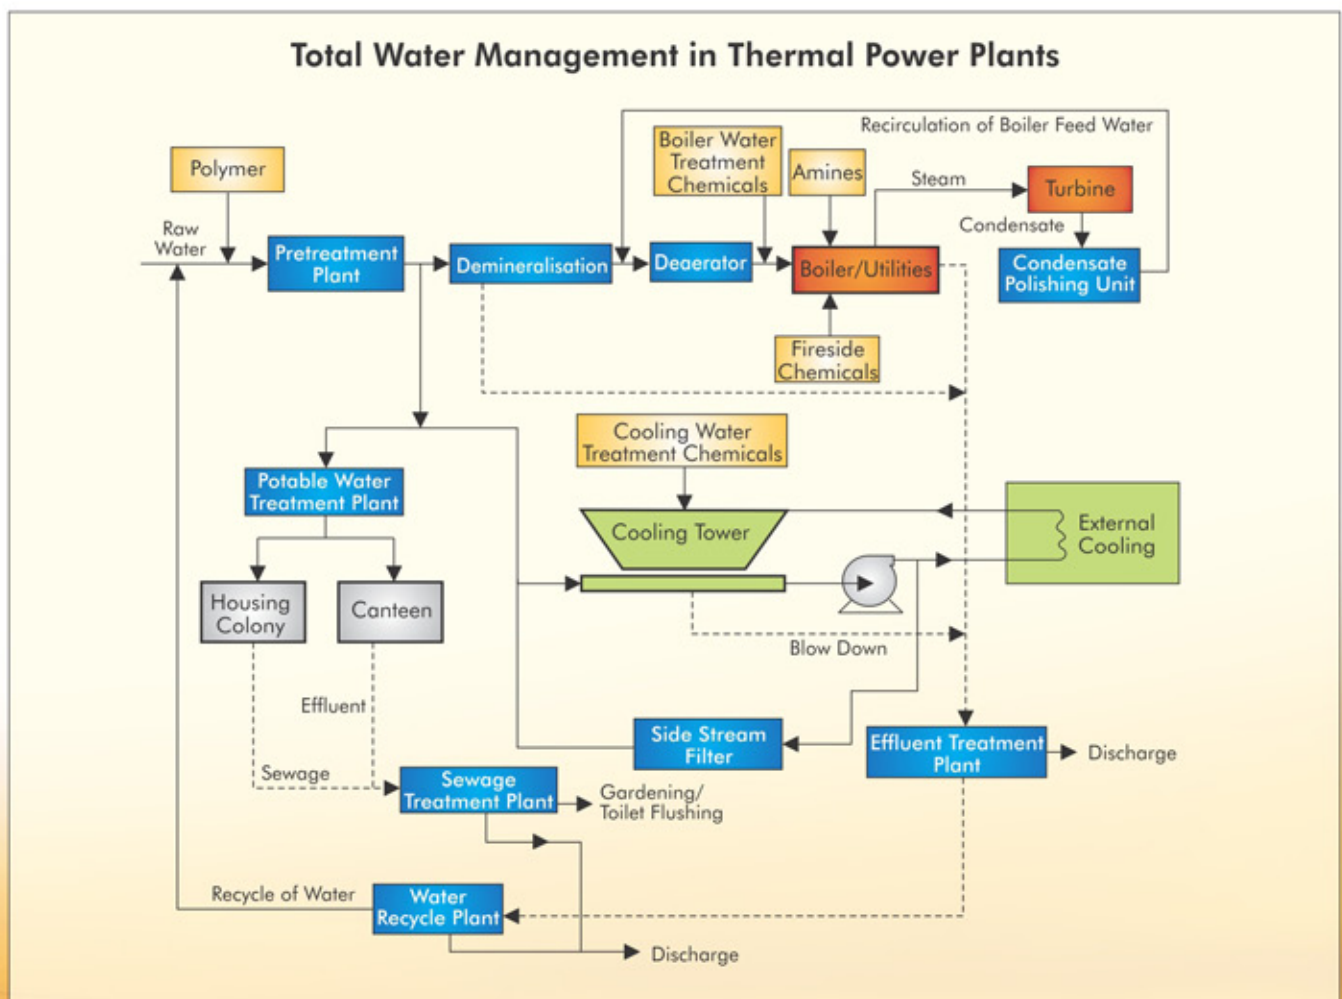 Total Water Management in Thermal Power Plants
Recirculation of Boiler Feed Water
Polymer
Boiler Water
Treatment
Chemicals
Amines
Steam
Turbine
Raw
Water
Condensate
Pretreatment
Plant
Demineralisation
Deaerator
Boiler/Utilities
Condensate
Polishing Unit
Fireside
Chemicals
Cooling Water
Treatment Chemicals
Potable Water
Treatment Plant
Cooling Tower
External
Cooling
Housing
Colony
Canteen
Blow Down
Effluent
Side Stream
Filter
Effluent Treatment
Plant
Discharge
Sewage
Sewage
Treatment Plant
Gardening/
Toilet Flushing
Recycle of Water
Water
Recycle Plant
Discharge